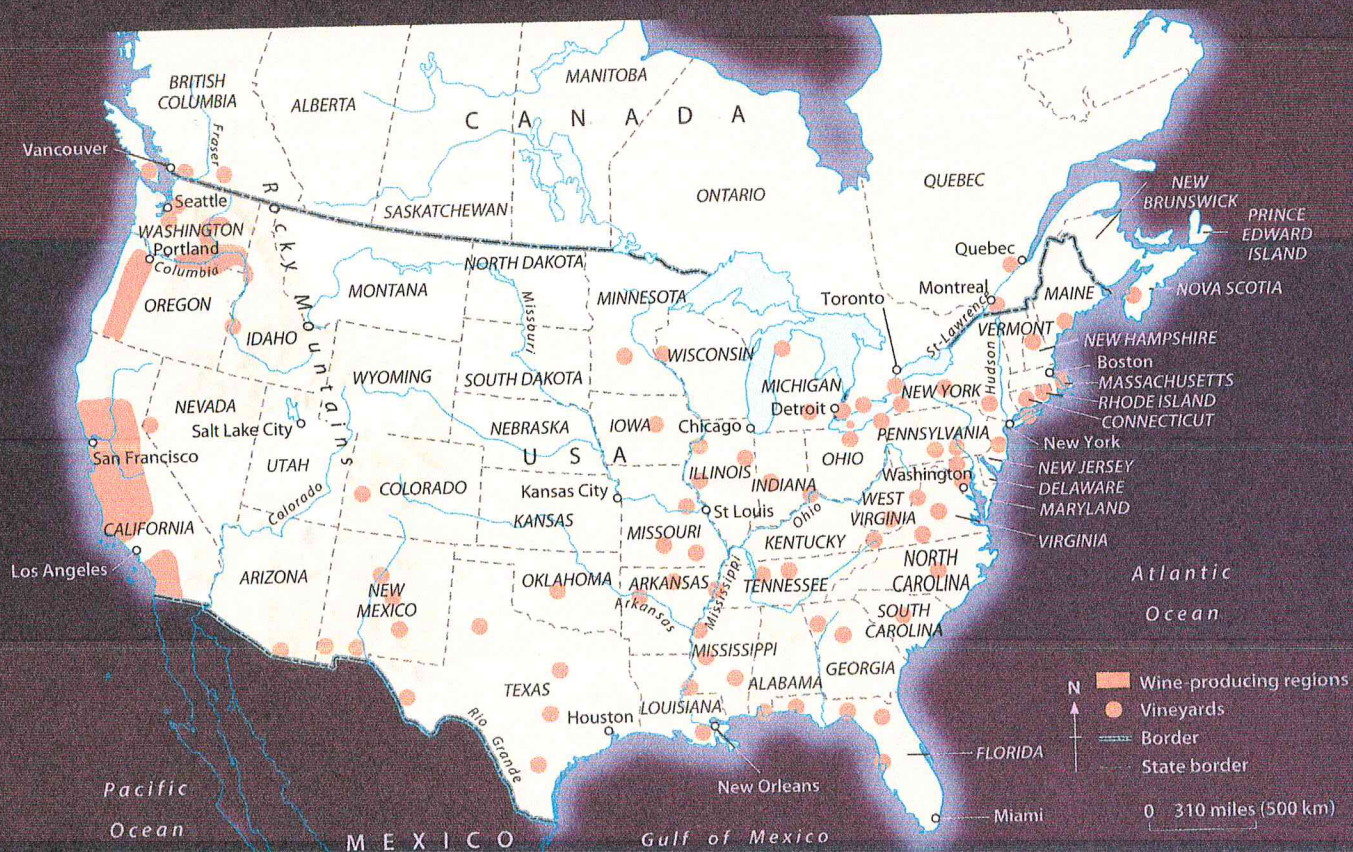 BRITISH
COLUMBIA
ALBERTA
MANITOBA
CANADA
Fraser
Vancouver
ONTARIO
QUEBEC
NEW
BRUNSWICK
PRINCE
EDWARD
ISLAND
Seattle
SASKATCHEWAN
Rocky Mountains
WASHINGTON
Portland
Columbia
NORTH DAKOTA
Quebec
Montreal
MAINE
NOVA SCOTIA
MONTANA
Missouri
MINNESOTA
Toronto
St-Lawrence
OREGON
IDAHO
VERMONT
NEW HAMPSHIRE
Hudson
WISCONSIN
Boston
WYOMING
SOUTH DAKOTA
MICHIGAN
NEW YORK
MASSACHUSETTS
RHODE ISLAND
CONNECTICUT
NEVADA
Salt Lake City
NEBRASKA
IOWA
Detroit
Chicago
PENNSYLVANIA
New York
San Francisco
USA
UTAH
ILLINOIS
OHIO
NEW JERSEY
INDIANA
Washington
DELAWARE
COLORADO
Colorado
Kansas City
WEST
VIRGINIA
MARYLAND
St Louis
Ohio
KANSAS
CALIFORNIA
MISSOURI
KENTUCKY
VIRGINIA
Los Angeles
ARIZONA
NEW
MEXICO
OKLAHOMA
ARKANSAS
Arkansas
Mississippi
TENNESSEE
NORTH
CAROLINA
Atlantic
Ocean
SOUTH
CAROLINA
MISSISSIPPI
GEORGIA
ALABAMA
TEXAS
LOUISIANA
Houston
Rio Grande
New Orleans
FLORIDA
Miami
Pacific
Ocean
MEXICO
Gulf of Mexico
N
Wine-producing regions
Vineyards
Border
State border
0 310 miles (500 km)